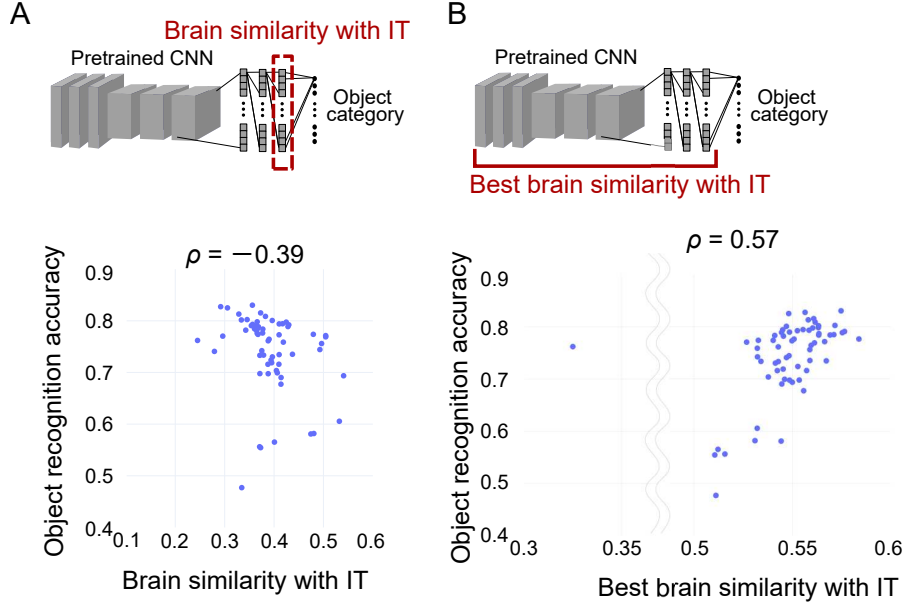 A
Brain similarity with IT
Pretrained CNN
Object
category
ρ = −0.39
Object recognition accuracy
0.9
0.8
0.7
0.6
0.5
0.4
0.1
0.2
0.3
0.4
0.5
0.6
Brain similarity with IT
B
Pretrained CNN
Object
category
Best brain similarity with IT
ρ = 0.57
Object recognition accuracy
0.9
0.8
0.7
0.6
0.5
0.4
0.3
0.35
0.5
0.55
0.6
Best brain similarity with IT